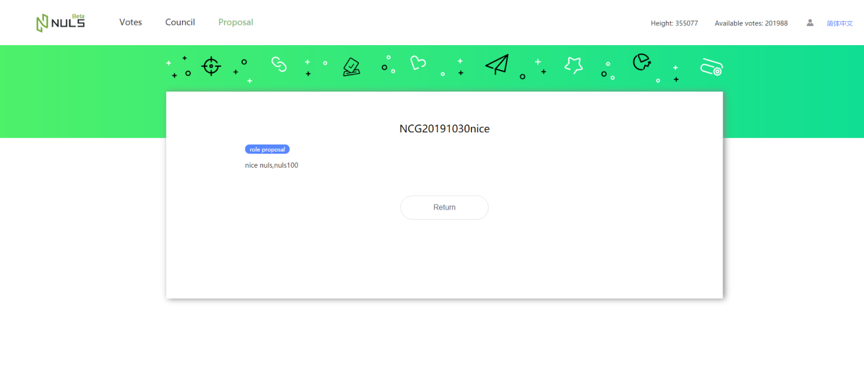 NULS Beta
Votes Council Proposal
Height: 355077 Available votes: 201988 简体中文
NCG20191030nice
role proposal
nice nuls,nuls100
Return